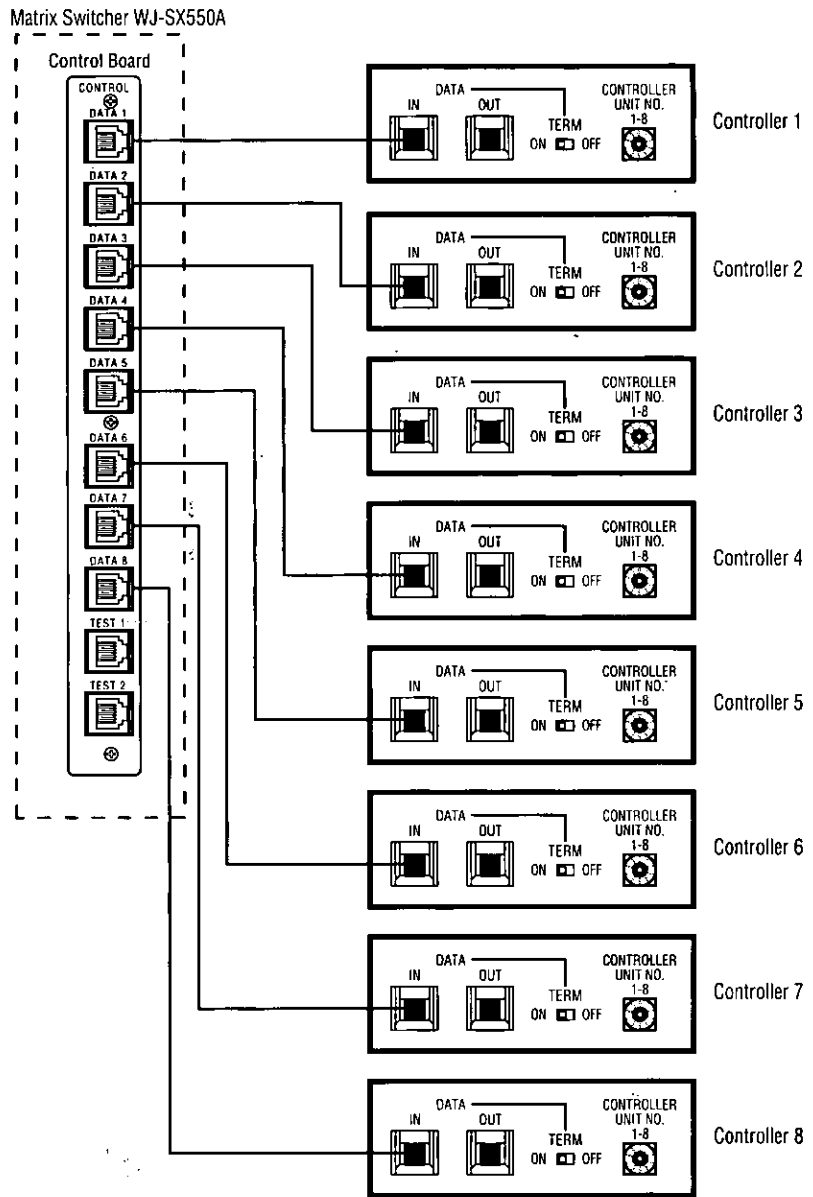 Matrix Switcher WJ-SX550A
Control Board
CONTROL
DATA 1
DATA 2
DATA 3
DATA 4
DATA 5
DATA 6
DATA 7
DATA 8
TEST 1
TEST 2
DATA
IN OUT
TERM
ON OFF
CONTROLLER
UNIT NO.
1-8
Controller 1
DATA
IN OUT
TERM
ON OFF
CONTROLLER
UNIT NO.
1-8
Controller 2
DATA
IN OUT
TERM
ON OFF
CONTROLLER
UNIT NO.
1-8
Controller 3
DATA
IN OUT
TERM
ON OFF
CONTROLLER
UNIT NO.
1-8
Controller 4
DATA
IN OUT
TERM
ON OFF
CONTROLLER
UNIT NO.
1-8
Controller 5
DATA
IN OUT
TERM
ON OFF
CONTROLLER
UNIT NO.
1-8
Controller 6
DATA
IN OUT
TERM
ON OFF
CONTROLLER
UNIT NO.
1-8
Controller 7
DATA
IN OUT
TERM
ON OFF
CONTROLLER
UNIT NO.
1-8
Controller 8